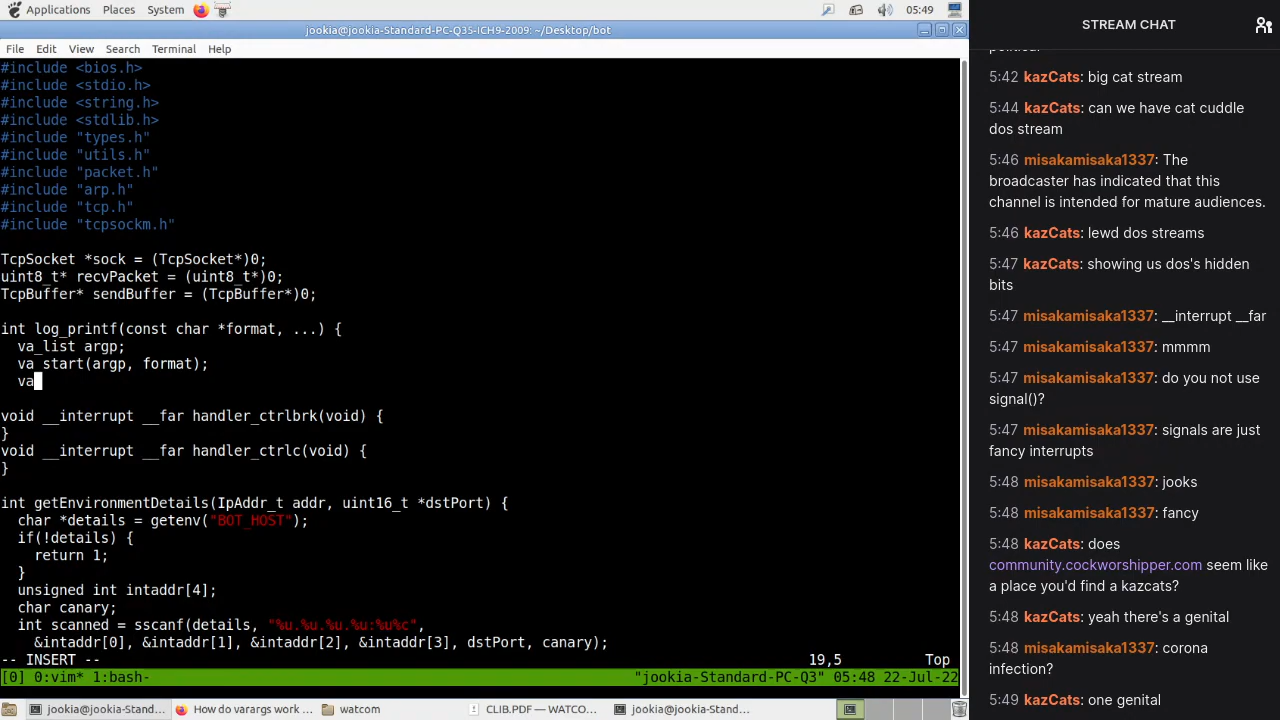 Applications Places System 05:49
jookia@jookia-Standard-PC-Q35-ICH9-2009: ~/Desktop/bot
File Edit View Search Terminal Help
#include <bios.h>
#include <stdio.h>
#include <string.h>
#include <stdlib.h>
#include "types.h"
#include "utils.h"
#include "packet.h"
#include "arp.h"
#include "tcp.h"
#include "tcpsockm.h"
TcpSocket *sock = (TcpSocket*)0;
uint8_t* recvPacket = (uint8_t*)0;
TcpBuffer* sendBuffer = (TcpBuffer*)0;
int log_printf(const char *format, ...) {
va_list argp;
va_start(argp, format);
va
void __interrupt __far handler_ctrlbrk(void) {
}
void __interrupt __far handler_ctrlc(void) {
}
int getEnvironmentDetails(IpAddr_t addr, uint16_t *dstPort) {
char *details = getenv("BOT_HOST");
if(!details) {
return 1;
}
unsigned int intaddr[4];
char canary;
int scanned = sscanf(details, "%u.%u.%u.%u:%u%c",
&intaddr[0], &intaddr[1], &intaddr[2], &intaddr[3], dstPort, canary);
-- INSERT -- 19,5 Top
[0] 0:vim* 1:bash- "jookia-Standard-PC-Q3" 05:48 22-Jul-22
jookia@jookia-Stand... How do varargs work ... watcom CLIB.PDF — WATCO... jookia@jookia-Stand...
STREAM CHAT
5:42 kazCats: big cat stream
5:44 kazCats: can we have cat cuddle
dos stream
5:46 misakamisaka1337: The
broadcaster has indicated that this
channel is intended for mature audiences.
5:46 kazCats: lewd dos streams
5:47 kazCats: showing us dos's hidden
bits
5:47 misakamisaka1337: __interrupt __far
5:47 misakamisaka1337: mmmm
5:47 misakamisaka1337: do you not use
signal()?
5:47 misakamisaka1337: signals are just
fancy interrupts
5:48 misakamisaka1337: jooks
5:48 misakamisaka1337: fancy
5:48 kazCats: does
community.cockworshipper.com seem like
a place you'd find a kazcats?
5:48 kazCats: yeah there's a genital
5:48 misakamisaka1337: corona
infection?
5:49 kazCats: one genital